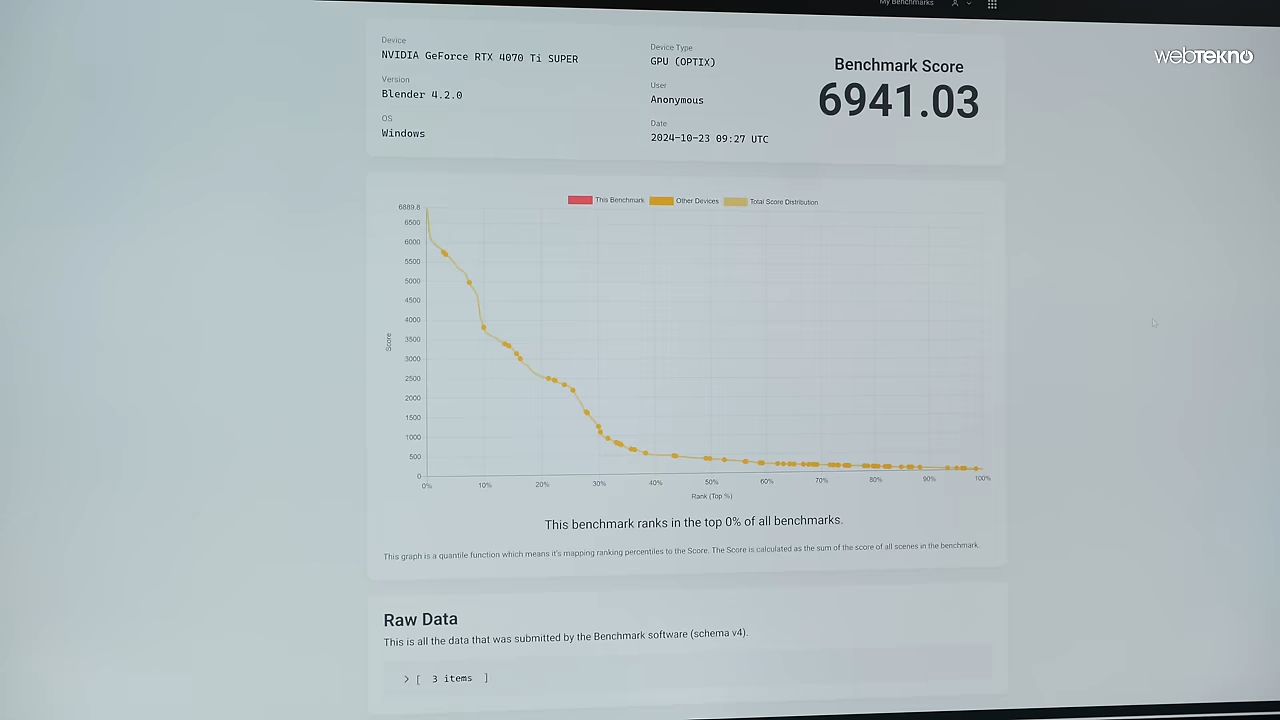 My Benchmarks
webtekno
Device
NVIDIA GeForce RTX 4070 Ti SUPER
Version
Blender 4.2.0
OS
Windows
Device Type
GPU (OPTIX)
User
Anonymous
Date
2024-10-23 09:27 UTC
Benchmark Score
6941.03
This Benchmark
Other Devices
Total Score Distribution
6889.8
6500
6000
5500
5000
4500
4000
3500
3000
2500
2000
1500
1000
500
0
Score
0% 10% 20% 30% 40% 50% 60% 70% 80% 90% 100%
Rank (Top %)
This benchmark ranks in the top 0% of all benchmarks.
This graph is a quantile function which means it's mapping ranking percentiles to the Score. The Score is calculated as the sum of the score of all scenes in the benchmark.
Raw Data
This is all the data that was submitted by the Benchmark software (schema v4).
> [ 3 items ]